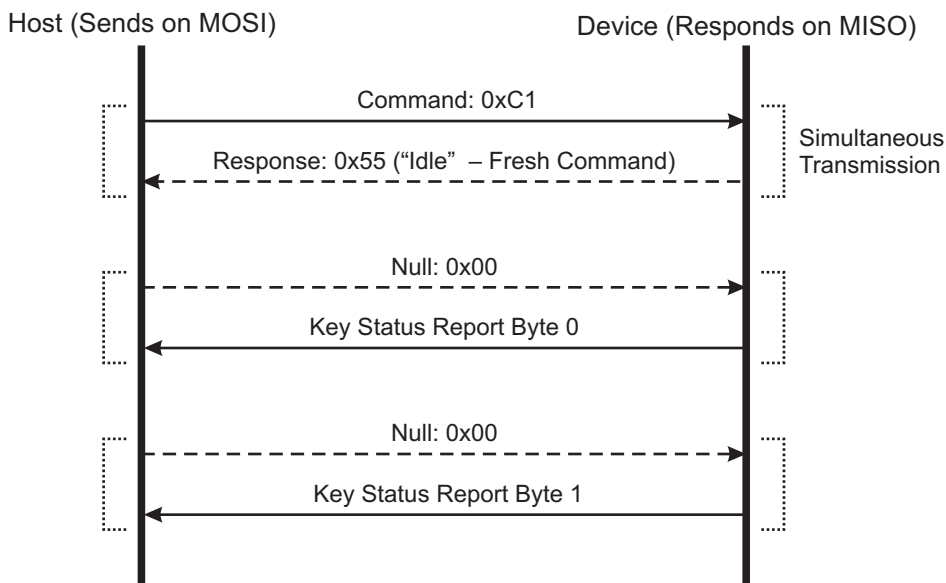 Host (Sends on MOSI)
Device (Responds on MISO)
Command: 0xC1
Simultaneous
Transmission
Response: 0x55 (“Idle” – Fresh Command)
Null: 0x00
Key Status Report Byte 0
Null: 0x00
Key Status Report Byte 1